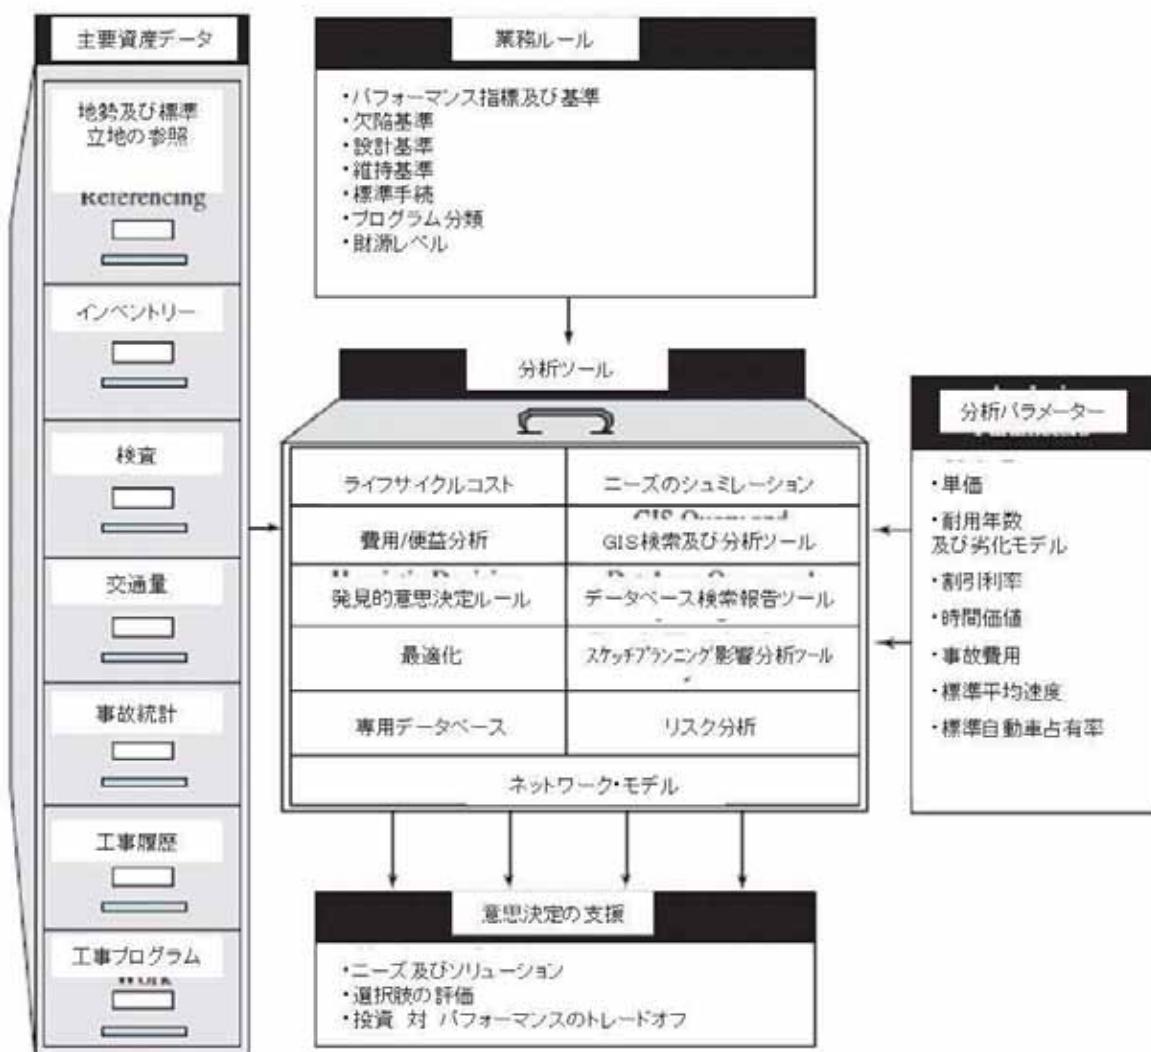 主要資産データ
地勢及び標準
立地の参照
Referencing
インベントリー
検査
交通量
事故統計
工事履歴
工事プログラム
業務ルール
・パフォーマンス指標及び基準
・欠陥基準
・設計基準
・維持基準
・標準手続
・プログラム分類
・財源レベル
分析ツール
ライフサイクルコスト
ニーズのシュミレーション
費用/便益分析
GIS検索及び分析ツール
発見的意思決定ルール
データベース検索報告ツール
最適化
スケッチプランニング影響分析ツール
専用データベース
リスク分析
ネットワーク・モデル
分析パラメーター
・単価
・耐用年数
及び劣化モデル
・割引利率
・時間価値
・事故費用
・標準平均速度
・標準自動車占有率
意思決定の支援
・ニーズ及びソリューション
・選択肢の評価
・投資 対 パフォーマンスのトレードオフ